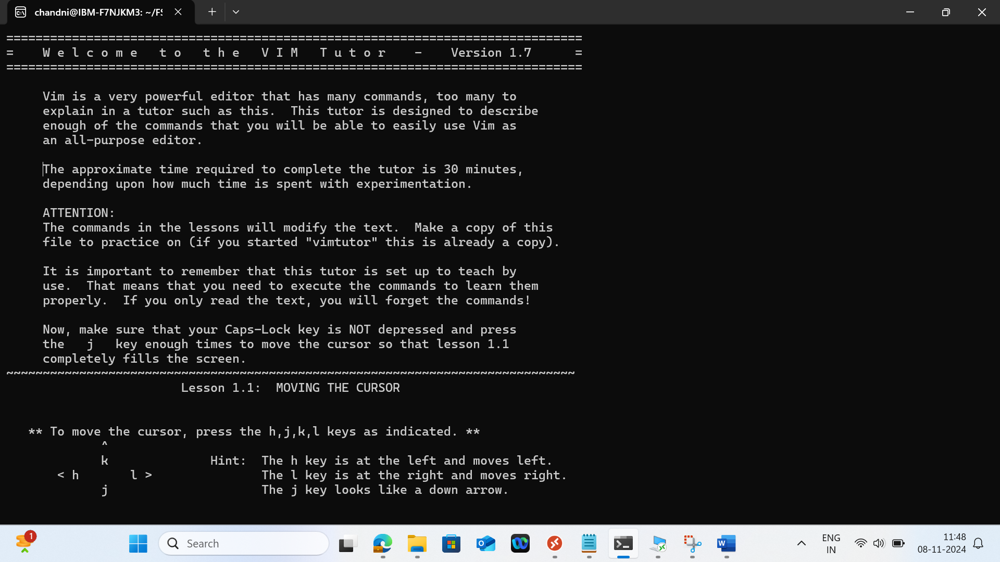 chandni@IBM-F7NJKM3: ~/FS
===============================================================================
=    W e l c o m e   t o   t h e   V I M   T u t o r    -    Version 1.7      =
===============================================================================
Vim is a very powerful editor that has many commands, too many to
explain in a tutor such as this.  This tutor is designed to describe
enough of the commands that you will be able to easily use Vim as
an all-purpose editor.
The approximate time required to complete the tutor is 30 minutes,
depending upon how much time is spent with experimentation.
ATTENTION:
The commands in the lessons will modify the text.  Make a copy of this
file to practice on (if you started "vimtutor" this is already a copy).
It is important to remember that this tutor is set up to teach by
use.  That means that you need to execute the commands to learn them
properly.  If you only read the text, you will forget the commands!
Now, make sure that your Caps-Lock key is NOT depressed and press
the   j   key enough times to move the cursor so that lesson 1.1
completely fills the screen.
~~~~~~~~~~~~~~~~~~~~~~~~~~~~~~~~~~~~~~~~~~~~~~~~~~~~~~~~~~~~~~~~~~~~~~~~~~~~~~
Lesson 1.1:  MOVING THE CURSOR
** To move the cursor, press the h,j,k,l keys as indicated. **
^
k              Hint:  The h key is at the left and moves left.
< h       l >               The l key is at the right and moves right.
j                     The j key looks like a down arrow.
1
Search
ENG
IN
11:48
08-11-2024